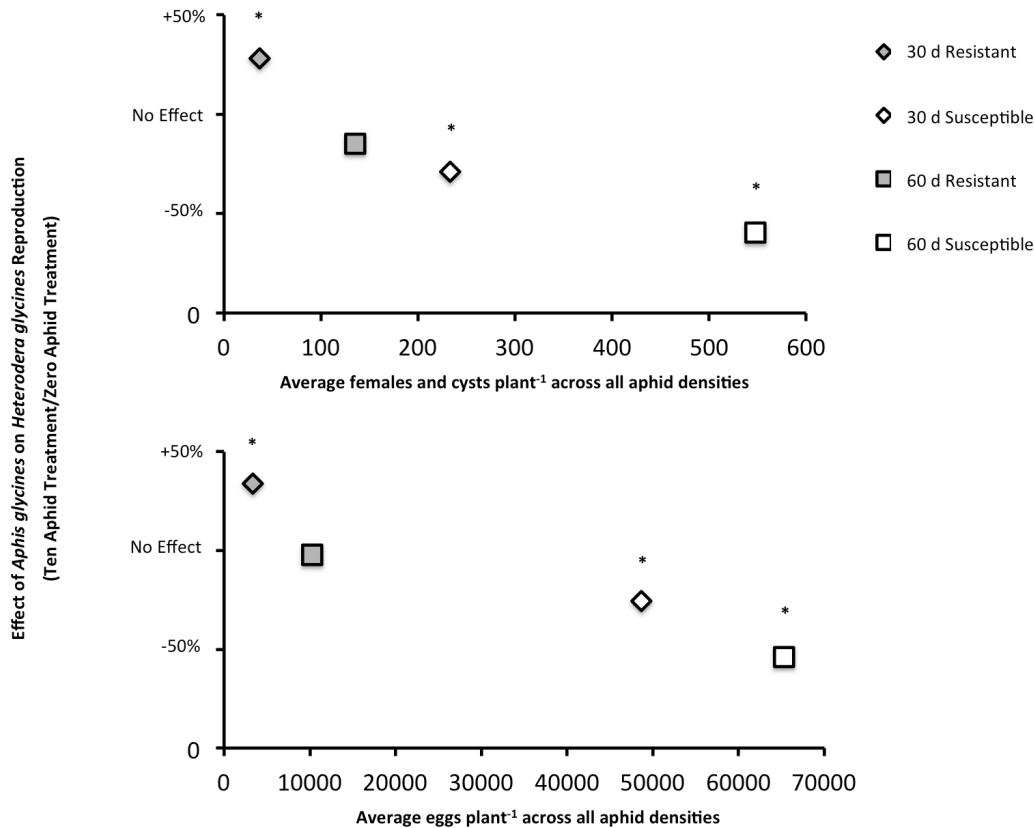 Effect of Aphis glycines on Heterodera glycines Reproduction
(Ten Aphid Treatment/Zero Aphid Treatment)
+50%
No Effect
-50%
0
*
*
*
0 100 200 300 400 500 600
Average females and cysts plant⁻¹ across all aphid densities
30 d Resistant
30 d Susceptible
60 d Resistant
60 d Susceptible
+50%
No Effect
-50%
0
*
*
*
0 10000 20000 30000 40000 50000 60000 70000
Average eggs plant⁻¹ across all aphid densities